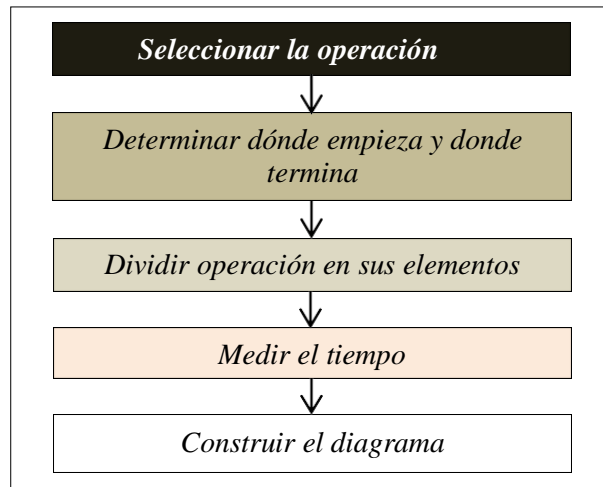 Seleccionar la operación
Determinar dónde empieza y donde
termina
Dividir operación en sus elementos
Medir el tiempo
Construir el diagrama